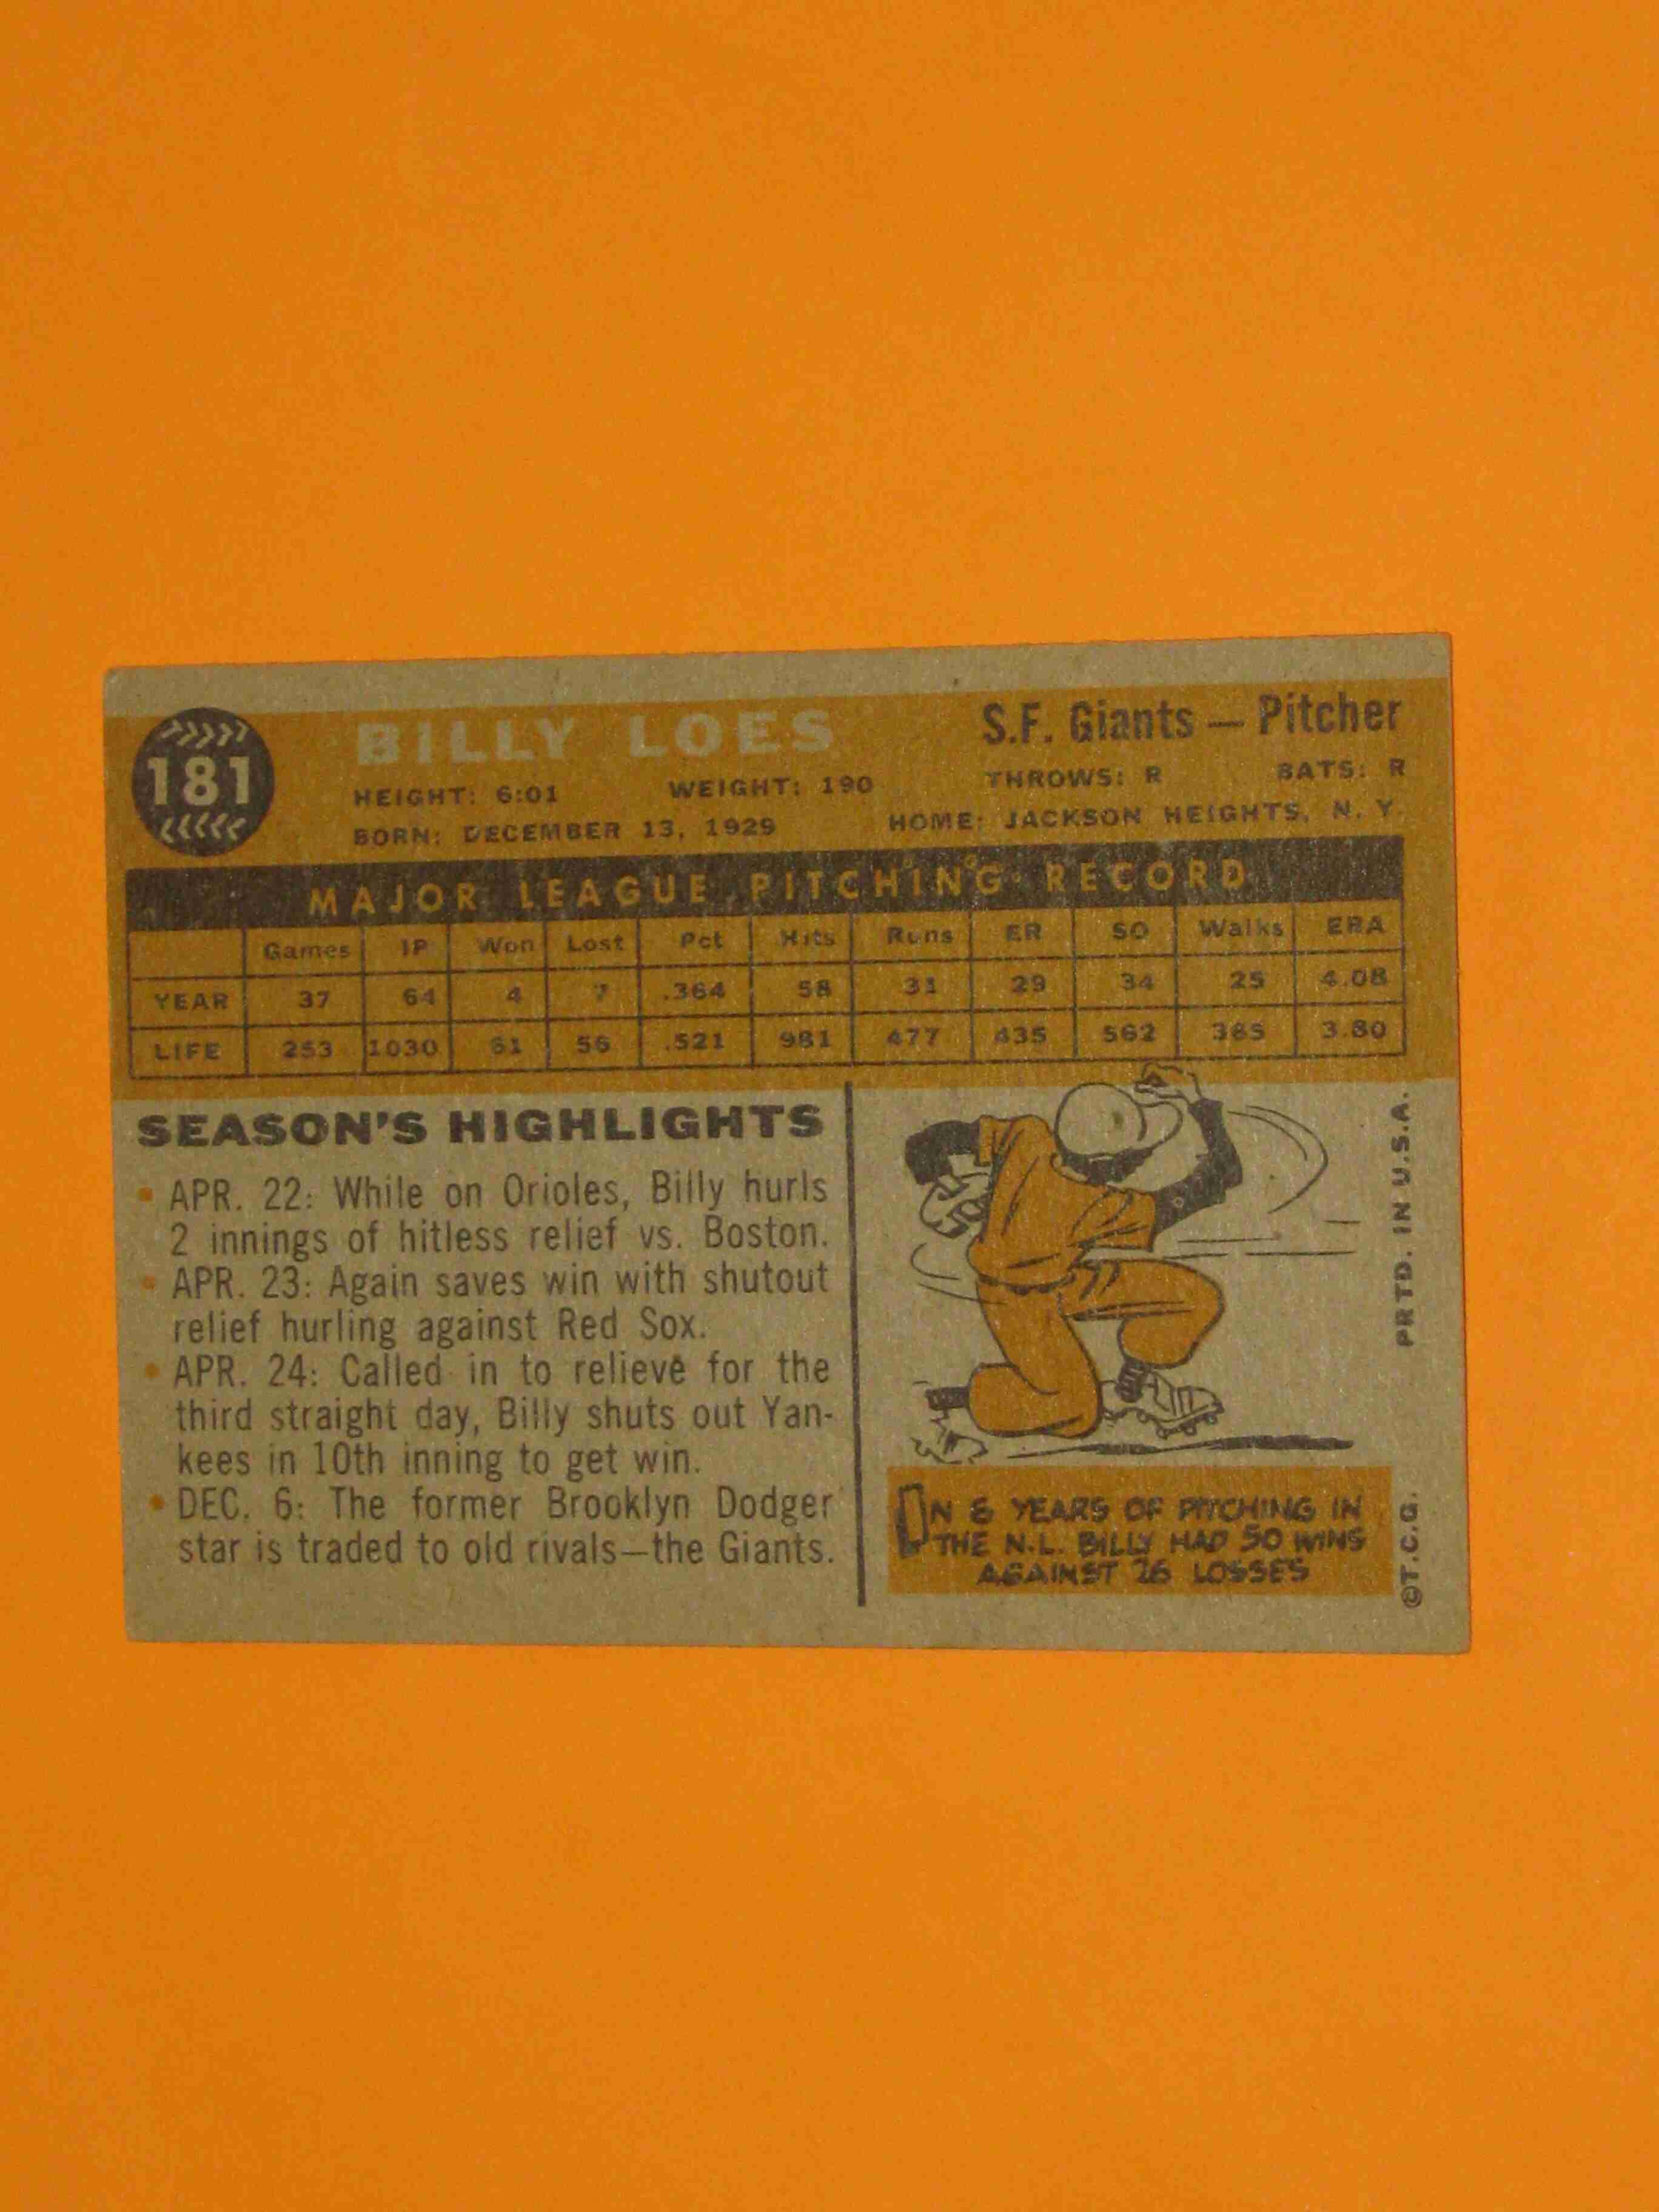 181
BILLY LOES
S.F. Giants — Pitcher
HEIGHT: 6:01 WEIGHT: 190 THROWS: R BATS: R
BORN: DECEMBER 13, 1929 HOME: JACKSON HEIGHTS, N. Y.
MAJOR LEAGUE PITCHING RECORD
Games IP Won Lost Pct Hits Runs ER SO Walks ERA
YEAR 37 64 4 7 .364 58 31 29 34 25 4.08
LIFE 253 1030 61 56 .521 981 477 435 562 385 3.80
SEASON'S HIGHLIGHTS
• APR. 22: While on Orioles, Billy hurls
2 innings of hitless relief vs. Boston.
• APR. 23: Again saves win with shutout
relief hurling against Red Sox.
• APR. 24: Called in to relieve for the
third straight day, Billy shuts out Yan-
kees in 10th inning to get win.
• DEC. 6: The former Brooklyn Dodger
star is traded to old rivals—the Giants.
IN 6 YEARS OF PITCHING IN
THE N.L. BILLY HAD 50 WINS
AGAINST 26 LOSSES
©T.C.G. PRTD. IN U.S.A.